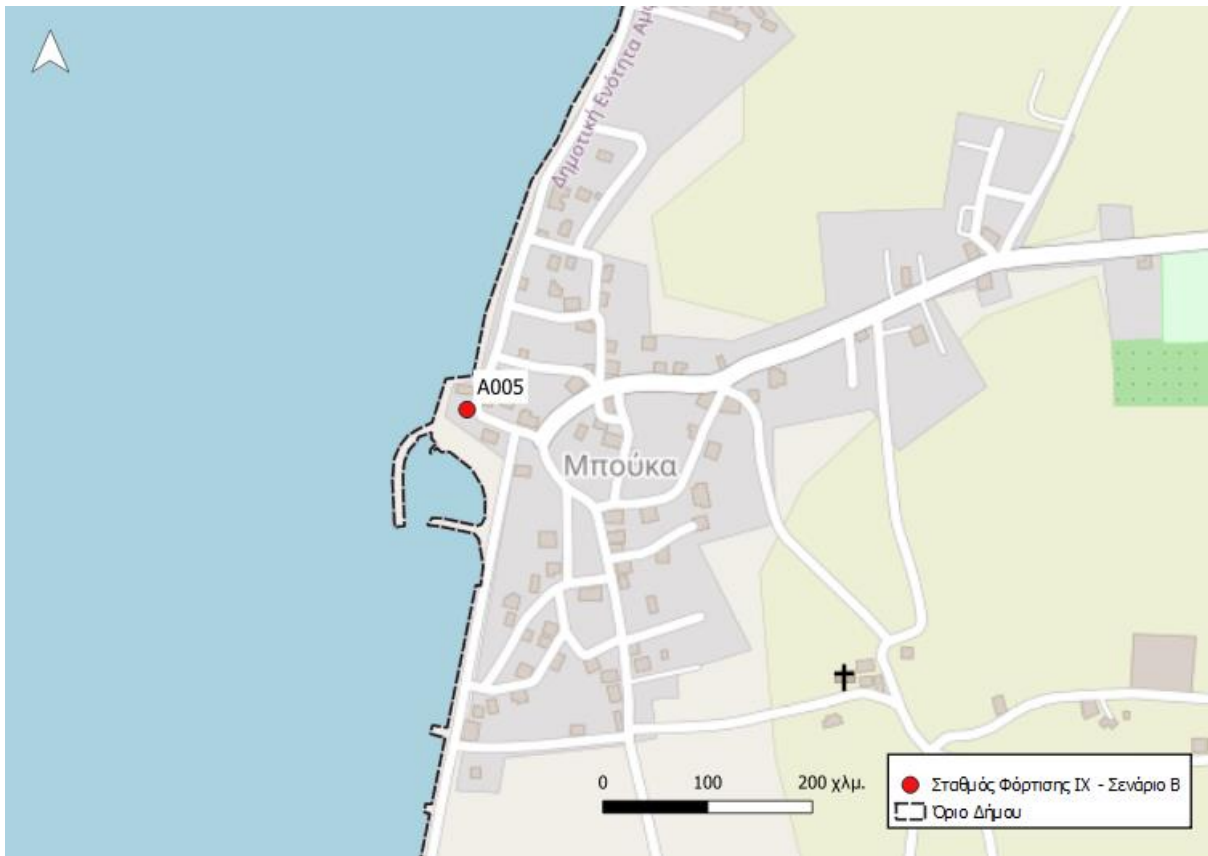 Δημοτική Ενότητα Αμ
A005
Μπούκα
0 100 200 χλμ.
Σταθμός Φόρτισης ΙΧ - Σενάριο Β
Όριο Δήμου